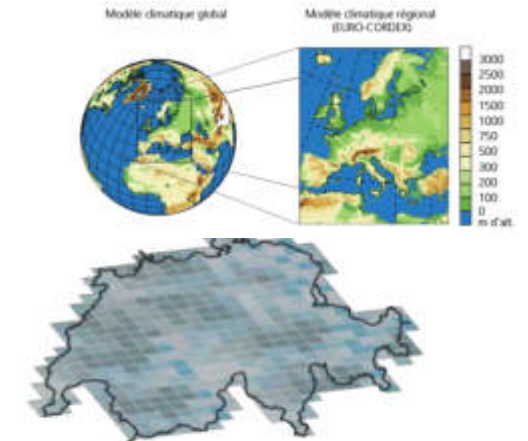 Modèle climatique global
Modèle climatique régional
(EURO-CORDEX)
3000
2500
2000
1500
1000
750
500
300
200
100
0
m d'alt.